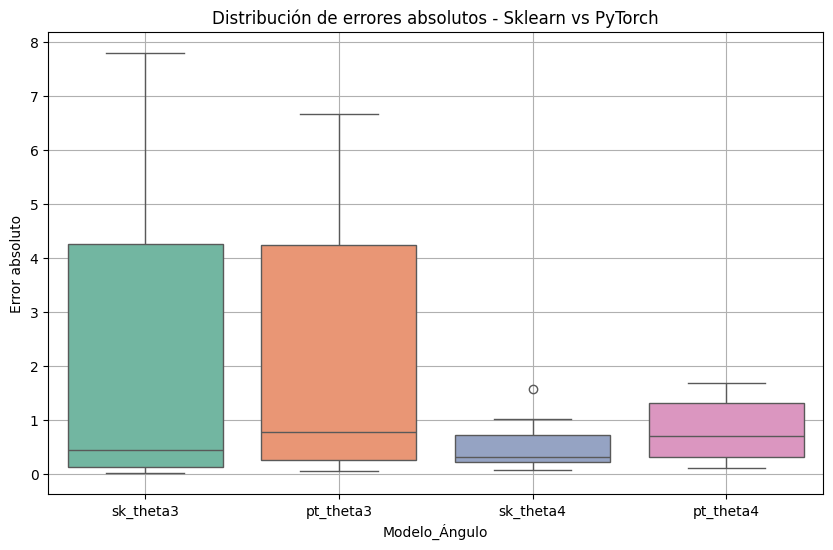 Distribución de errores absolutos - Sklearn vs PyTorch
Error absoluto
8
7
6
5
4
3
2
1
0
sk_theta3 pt_theta3 sk_theta4 pt_theta4
Modelo_Ángulo